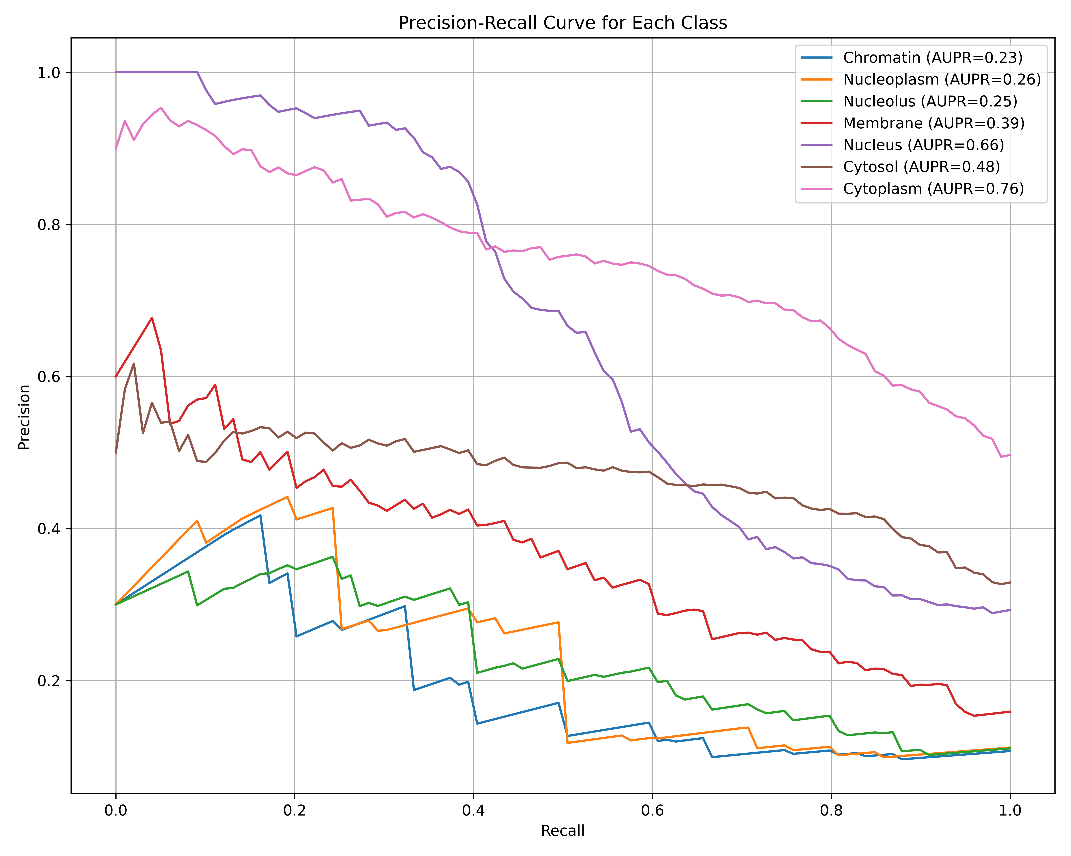 Precision-Recall Curve for Each Class
Chromatin (AUPR=0.23)
Nucleoplasm (AUPR=0.26)
Nucleolus (AUPR=0.25)
Membrane (AUPR=0.39)
Nucleus (AUPR=0.66)
Cytosol (AUPR=0.48)
Cytoplasm (AUPR=0.76)
Precision
1.0
0.8
0.6
0.4
0.2
0.0 0.2 0.4 0.6 0.8 1.0
Recall